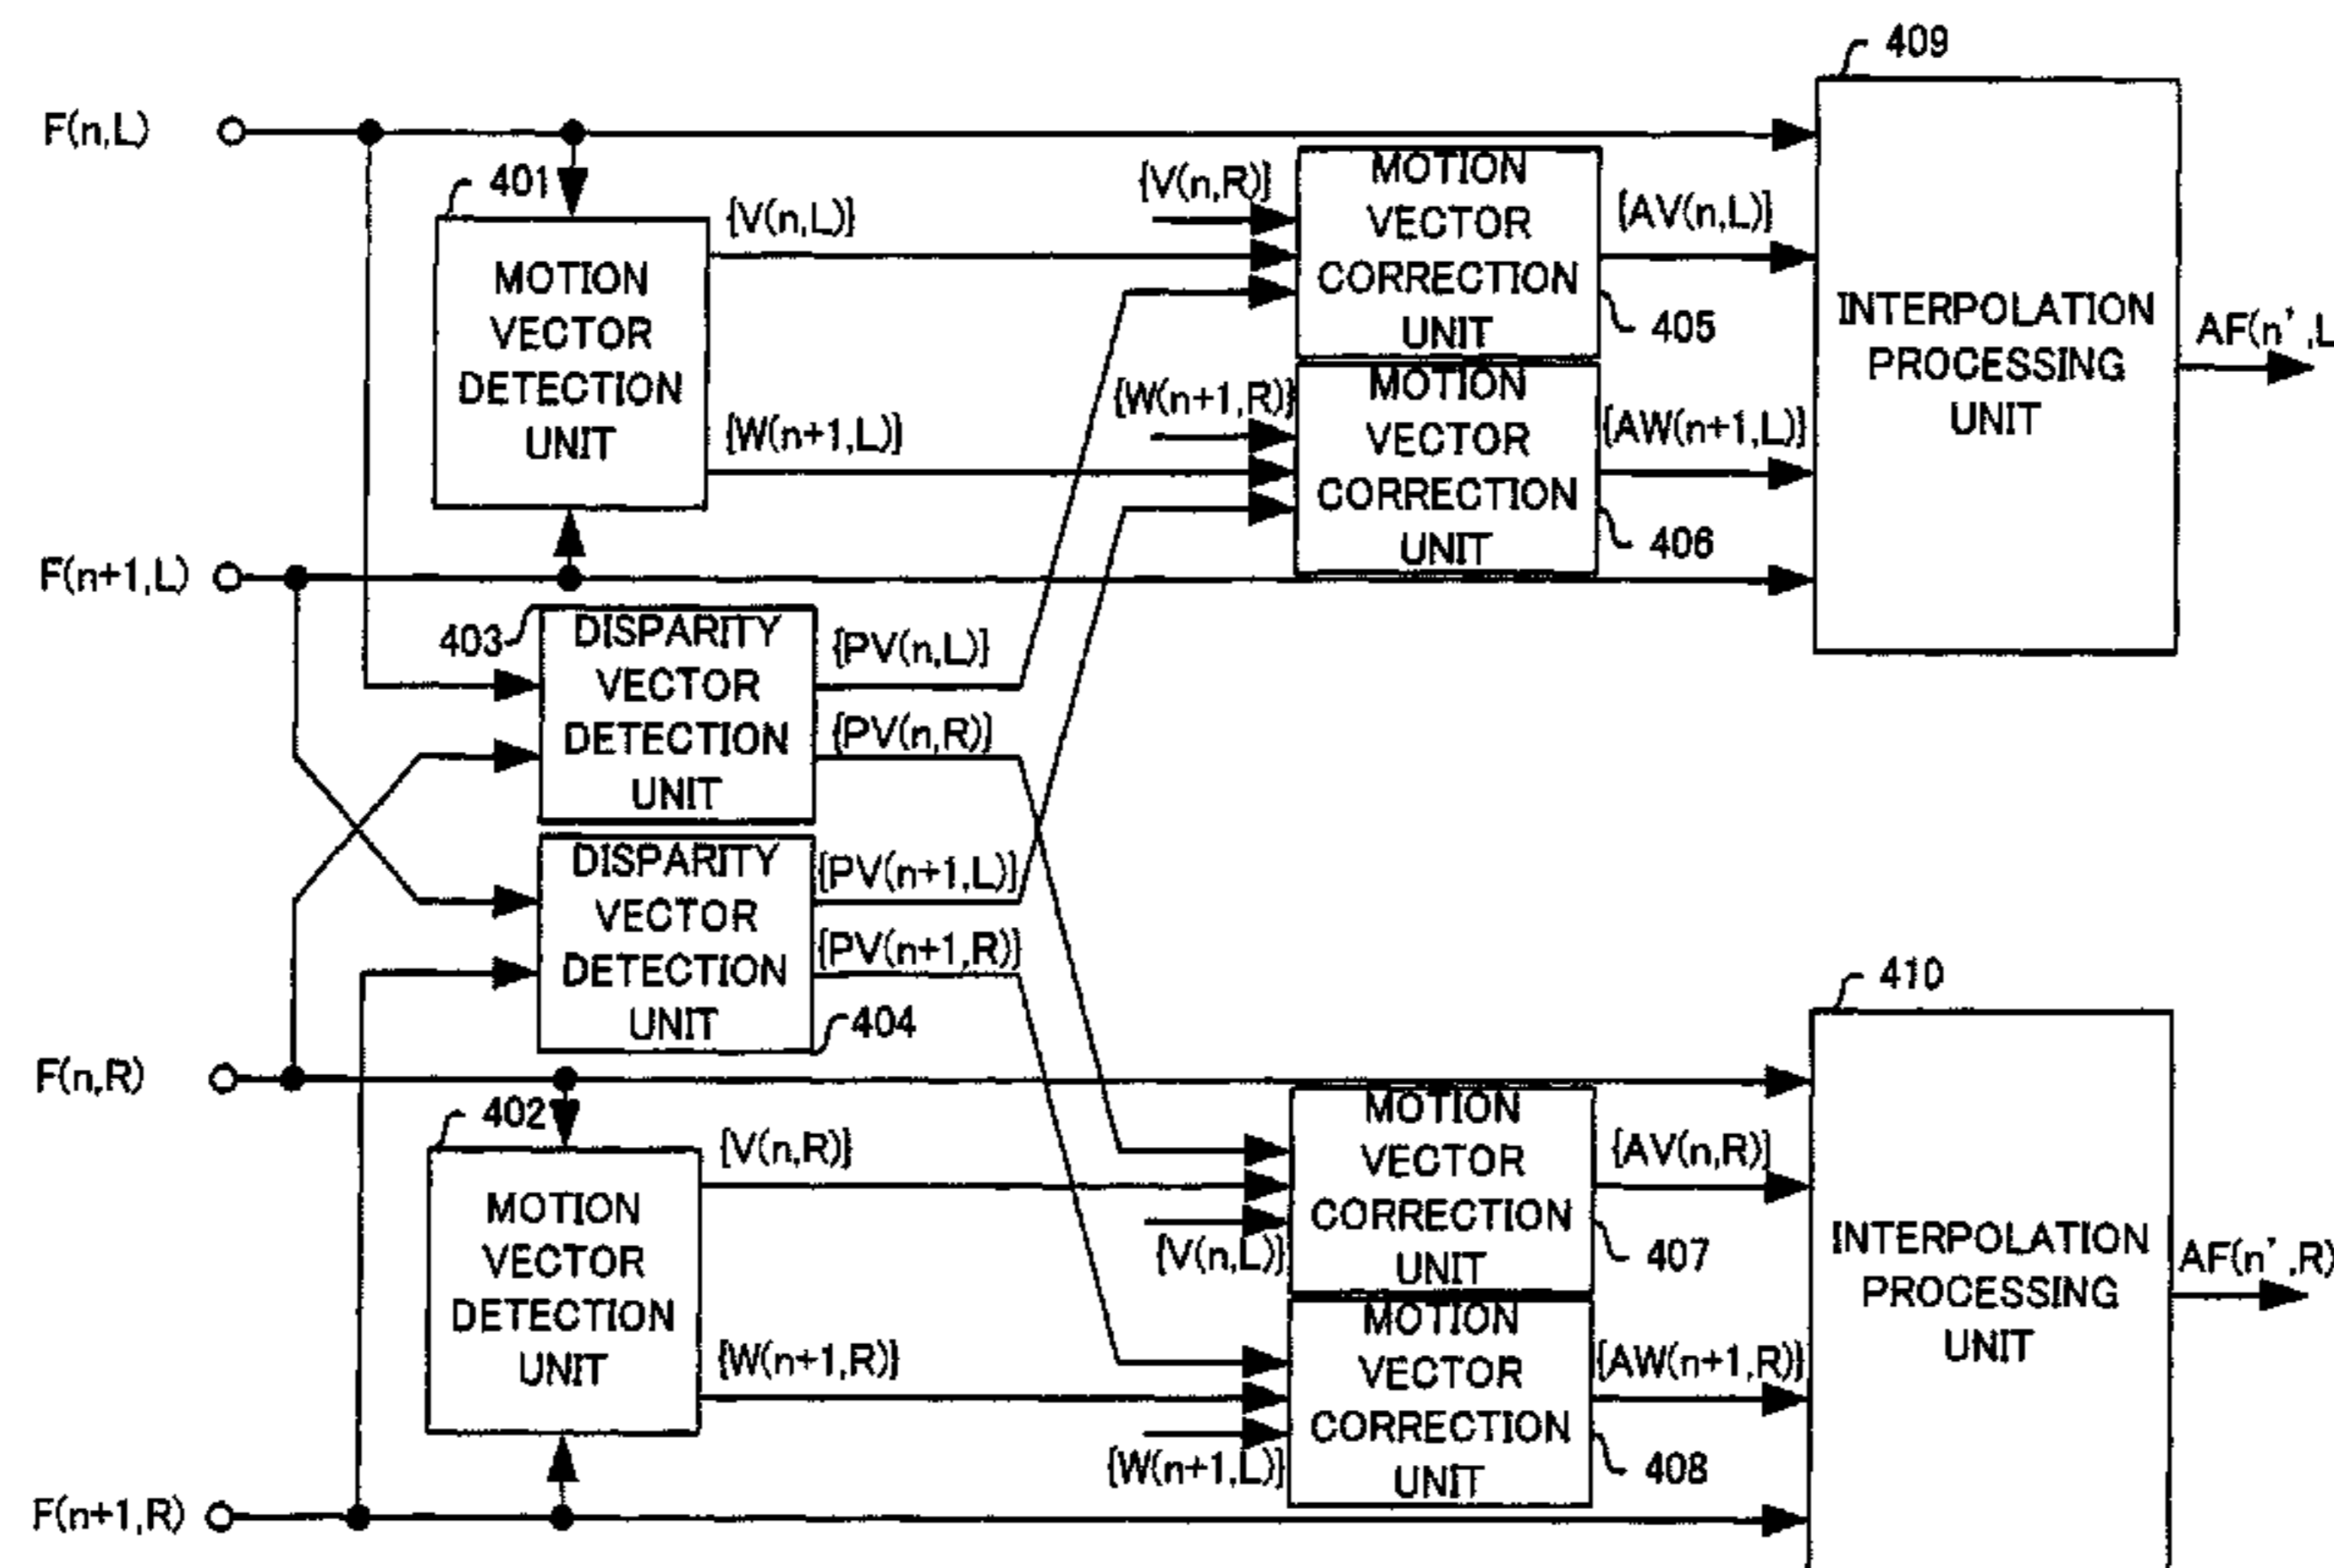 409
F(n,L)
401
{V(n,L)}
{V(n,R)}
MOTION
VECTOR
CORRECTION
UNIT
{AV(n,L)}
405
MOTION
VECTOR
DETECTION
UNIT
INTERPOLATION
PROCESSING
UNIT
AF(n',L
{W(n+1,L)}
{W(n+1,R)}
MOTION
VECTOR
CORRECTION
UNIT
{AW(n+1,L)}
406
F(n+1,L)
403
DISPARITY
VECTOR
DETECTION
UNIT
{PV(n,L)}
{PV(n,R)}
DISPARITY
VECTOR
DETECTION
UNIT
{PV(n+1,L)}
{PV(n+1,R)}
404
410
F(n,R)
402
{V(n,R)}
MOTION
VECTOR
CORRECTION
UNIT
{AV(n,R)}
407
{V(n,L)}
MOTION
VECTOR
DETECTION
UNIT
INTERPOLATION
PROCESSING
UNIT
AF(n',R)
{W(n+1,R)}
MOTION
VECTOR
CORRECTION
UNIT
{AW(n+1,R)}
408
{W(n+1,L)}
F(n+1,R)